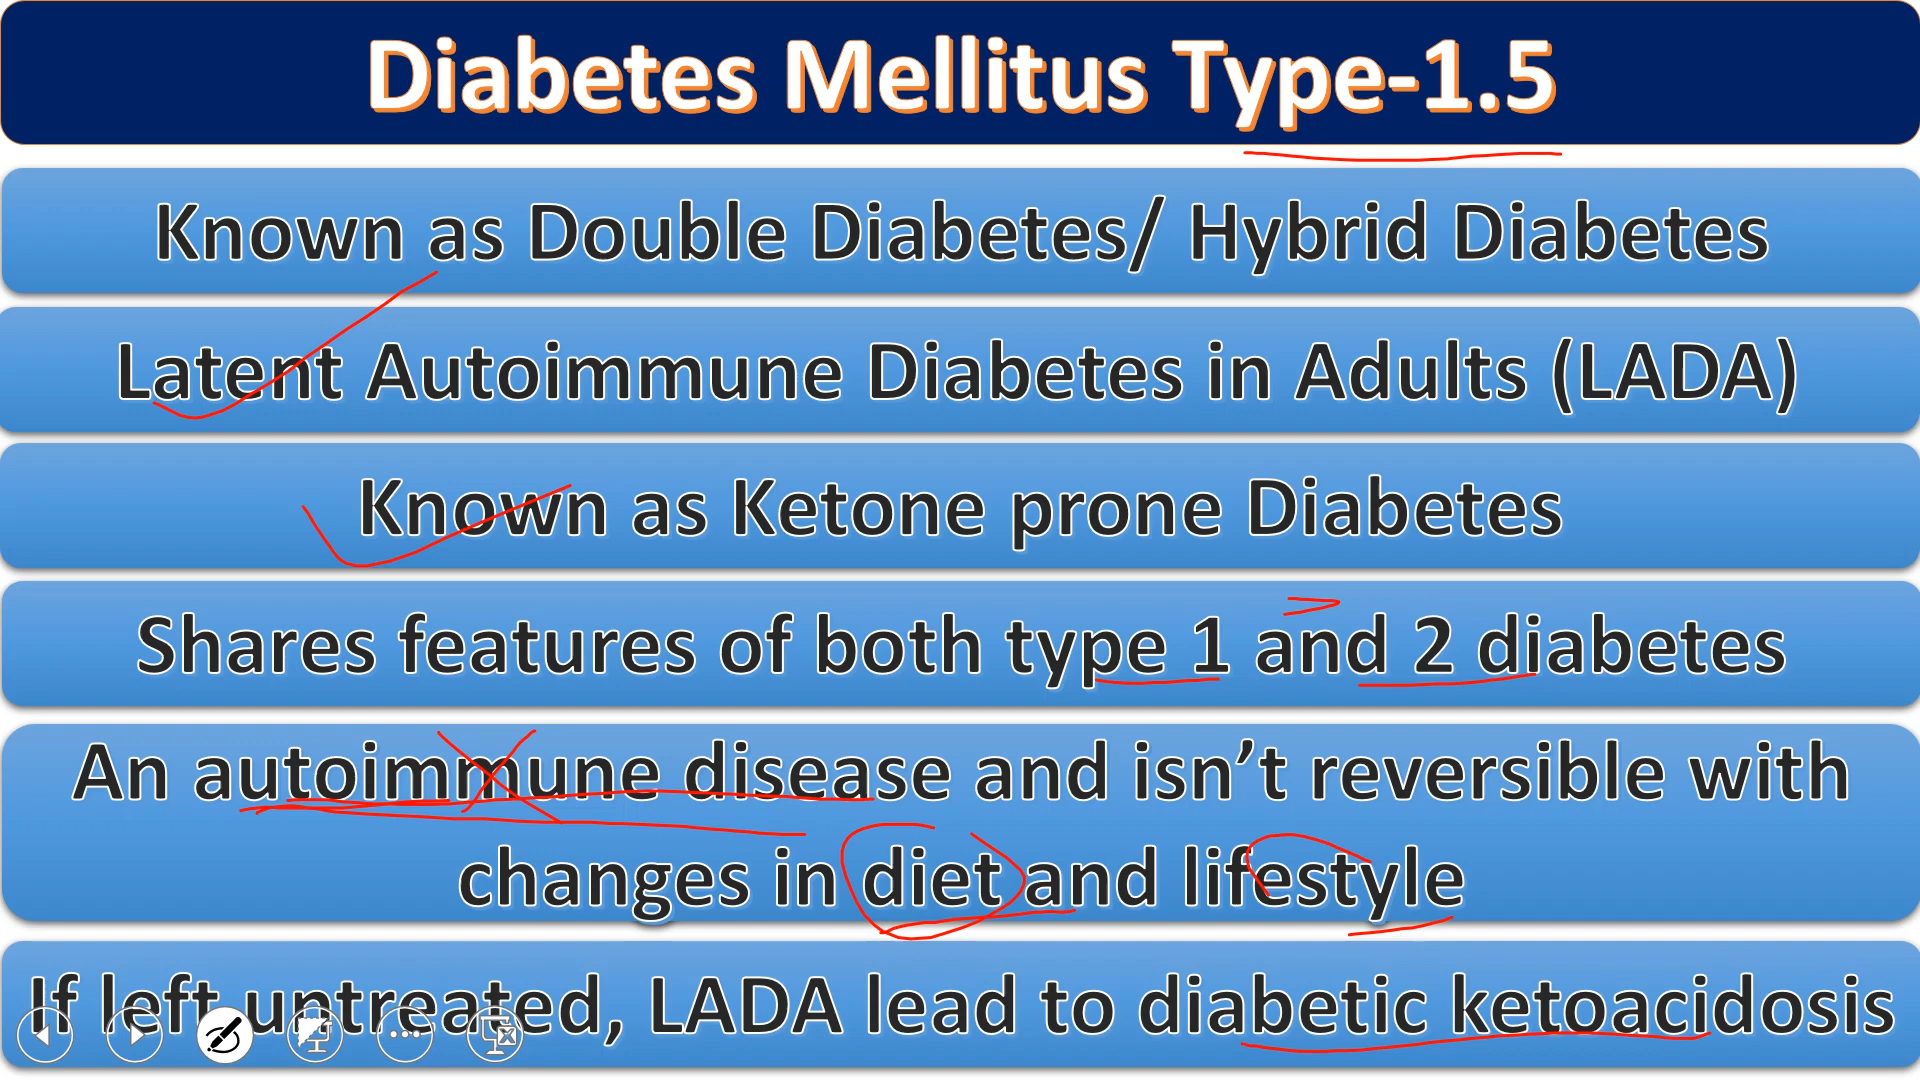 Diabetes Mellitus Type-1.5
Known as Double Diabetes/ Hybrid Diabetes
Latent Autoimmune Diabetes in Adults (LADA)
Known as Ketone prone Diabetes
Shares features of both type 1 and 2 diabetes
An autoimmune disease and isn’t reversible with
changes in diet and lifestyle
If left untreated, LADA lead to diabetic ketoacidosis